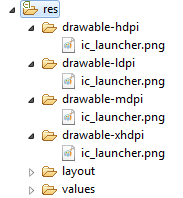 res
drawable-hdpi
ic_launcher.png
drawable-ldpi
ic_launcher.png
drawable-mdpi
ic_launcher.png
drawable-xhdpi
ic_launcher.png
layout
values